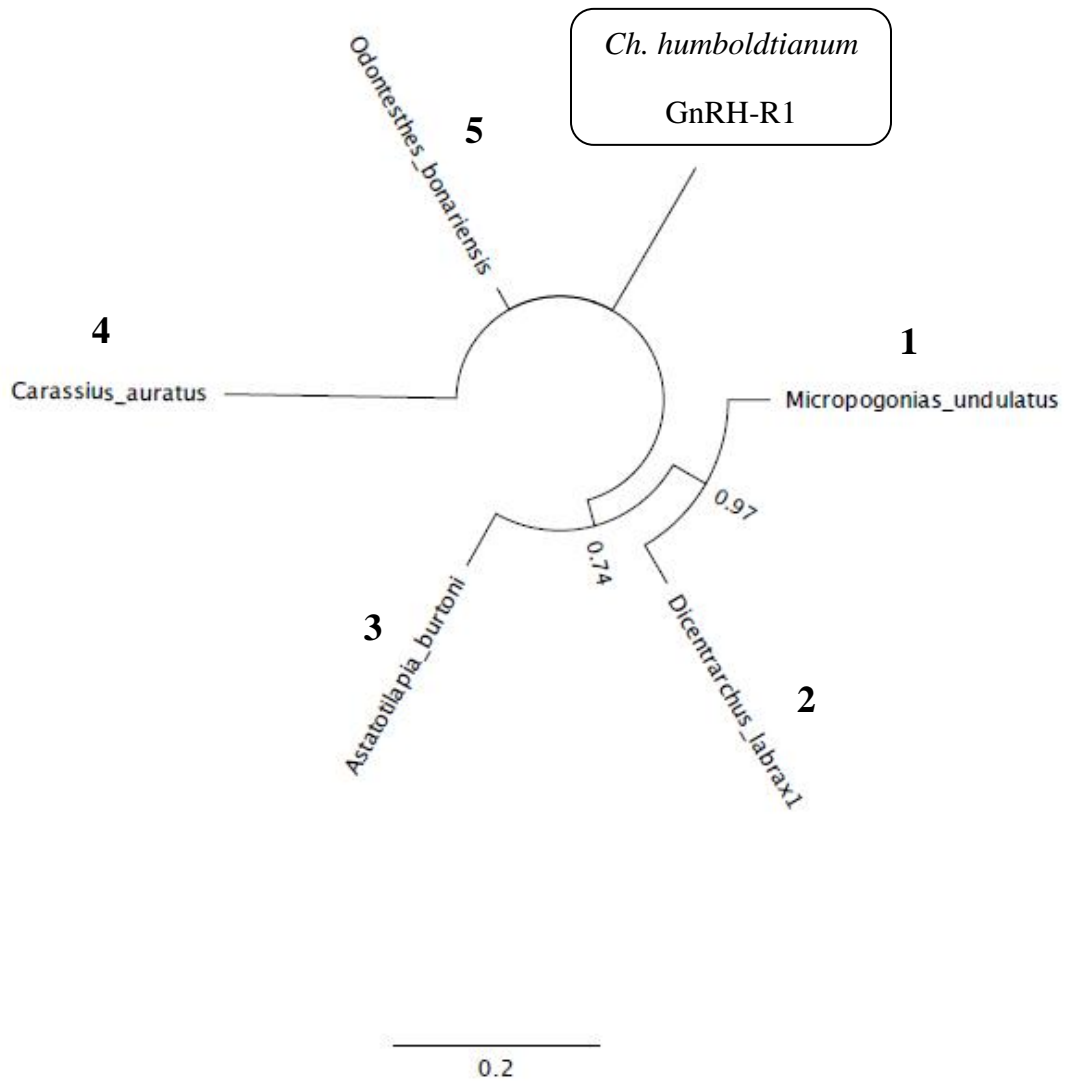 Ch. humboldtianum
GnRH-R1
Odontesthes_bonariensis
5
4
Carassius_auratus
1
Micropogonias_undulatus
0.97
0.74
3
Astatotilapia_burtoni
Dicentrarchus_labrax1
2
0.2